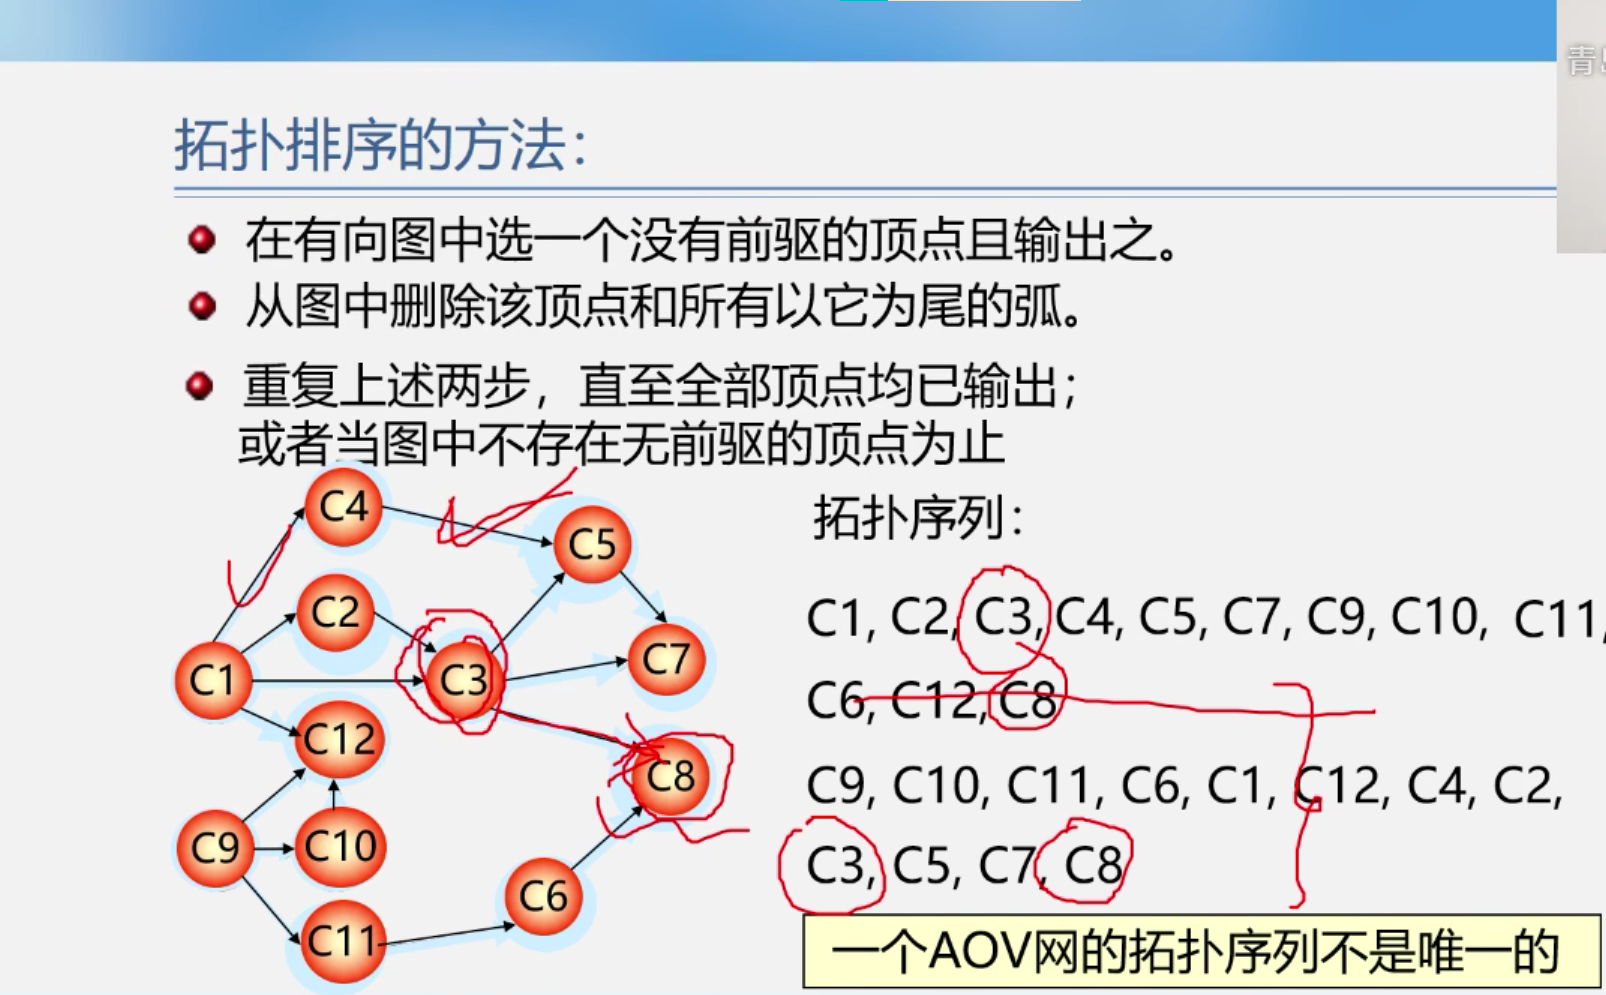 青
拓扑排序的方法：
在有向图中选一个没有前驱的顶点且输出之。
从图中删除该顶点和所有以它为尾的弧。
重复上述两步，直至全部顶点均已输出；
或者当图中不存在无前驱的顶点为止
C4
C5
C2
C7
C1
C3
C12
C8
C9
C10
C6
C11
拓扑序列：
C1, C2, C3, C4, C5, C7, C9, C10, C11,
C6, C12, C8
C9, C10, C11, C6, C1, C12, C4, C2,
C3, C5, C7, C8
一个AOV网的拓扑序列不是唯一的